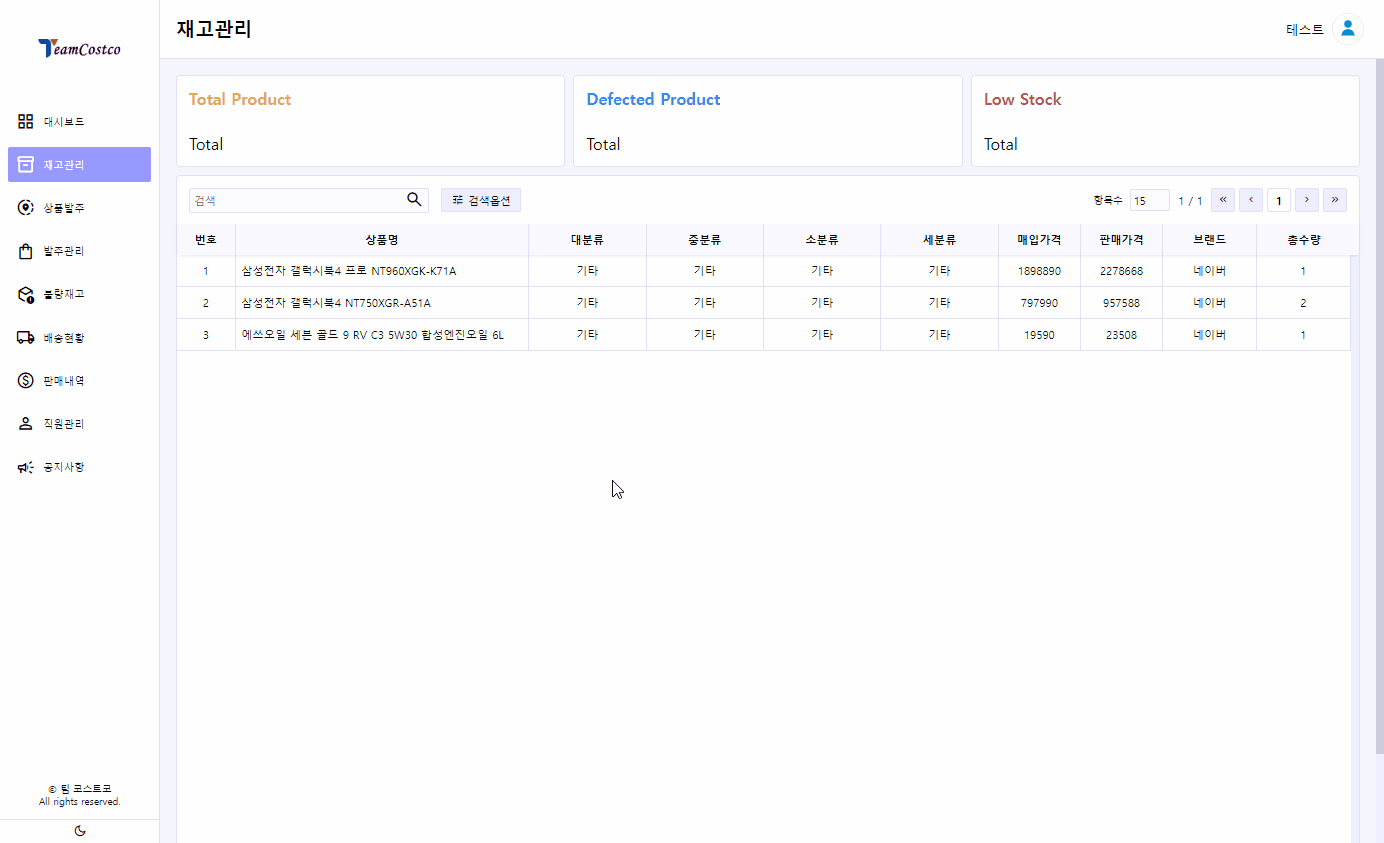 TeamCostco
대시보드
재고관리
상품발주
발주관리
불량재고
배송현황
판매내역
직원관리
공지사항
© 팀 코스트코
All rights reserved.
재고관리
테스트
Total Product
Total
Defected Product
Total
Low Stock
Total
검색
검색옵션
항목수 15 1 / 1 « ‹ 1 › »
번호 상품명 대분류 중분류 소분류 세분류 매입가격 판매가격 브랜드 총수량
1 삼성전자 갤럭시북4 프로 NT960XGK-K71A 기타 기타 기타 기타 1898890 2278668 네이버 1
2 삼성전자 갤럭시북4 NT750XGR-A51A 기타 기타 기타 기타 797990 957588 네이버 2
3 에쓰오일 세븐 골드 9 RV C3 5W30 합성엔진오일 6L 기타 기타 기타 기타 19590 23508 네이버 1